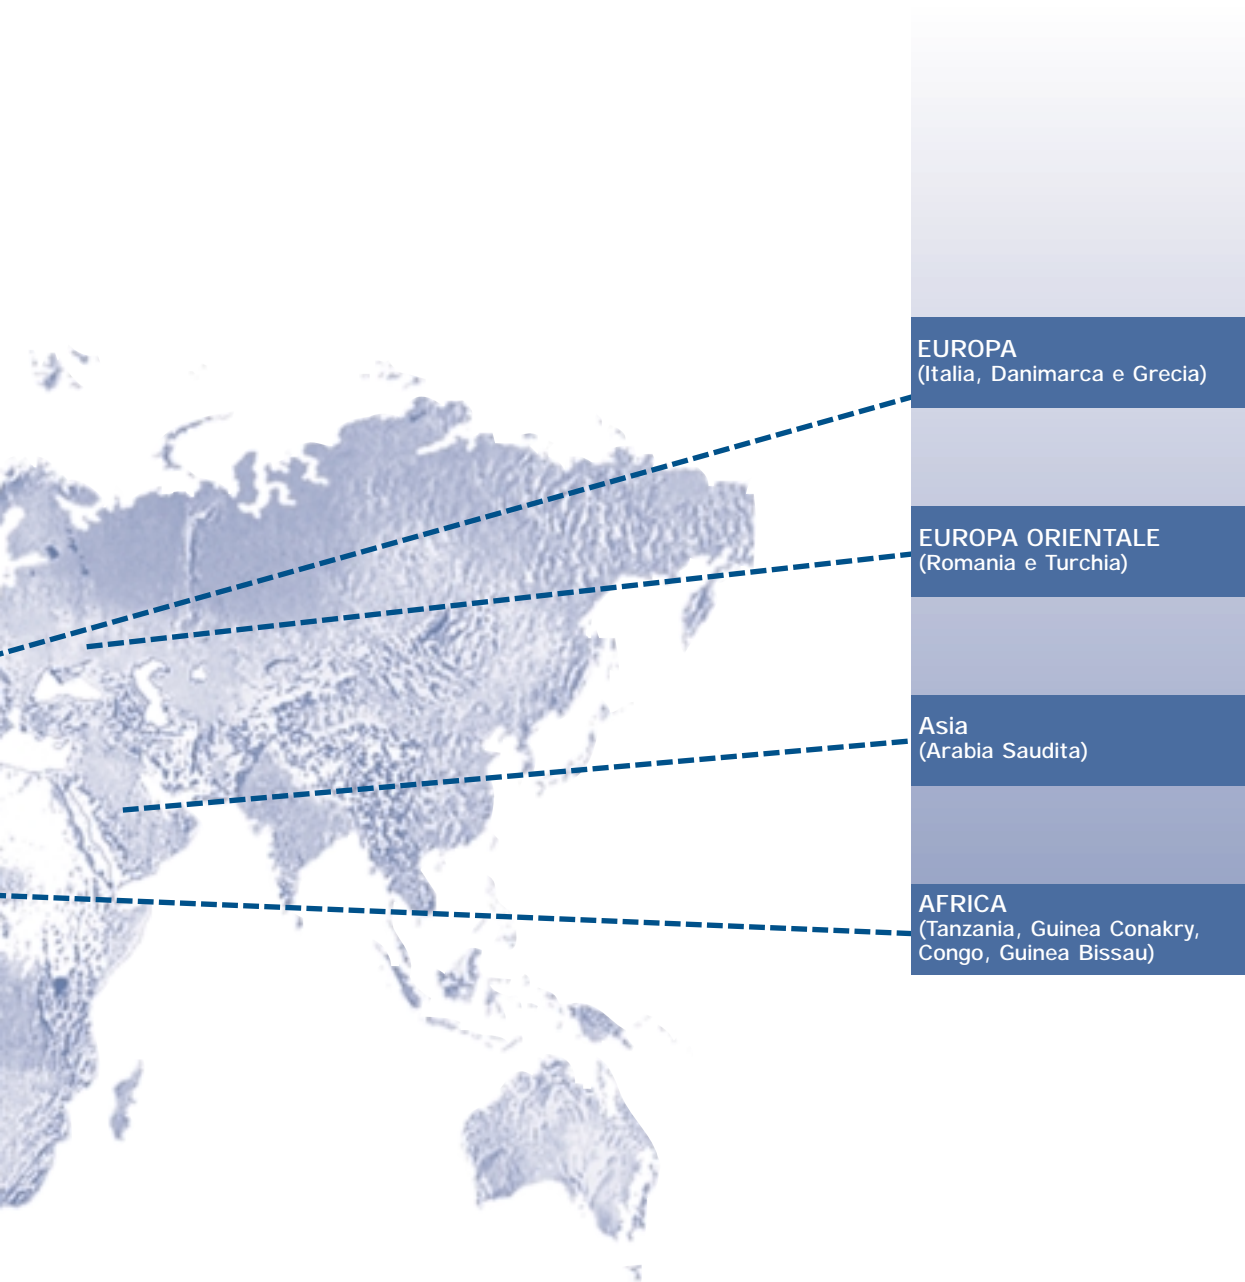 EUROPA
(Italia, Danimarca e Grecia)
EUROPA ORIENTALE
(Romania e Turchia)
Asia
(Arabia Saudita)
AFRICA
(Tanzania, Guinea Conakry,
Congo, Guinea Bissau)